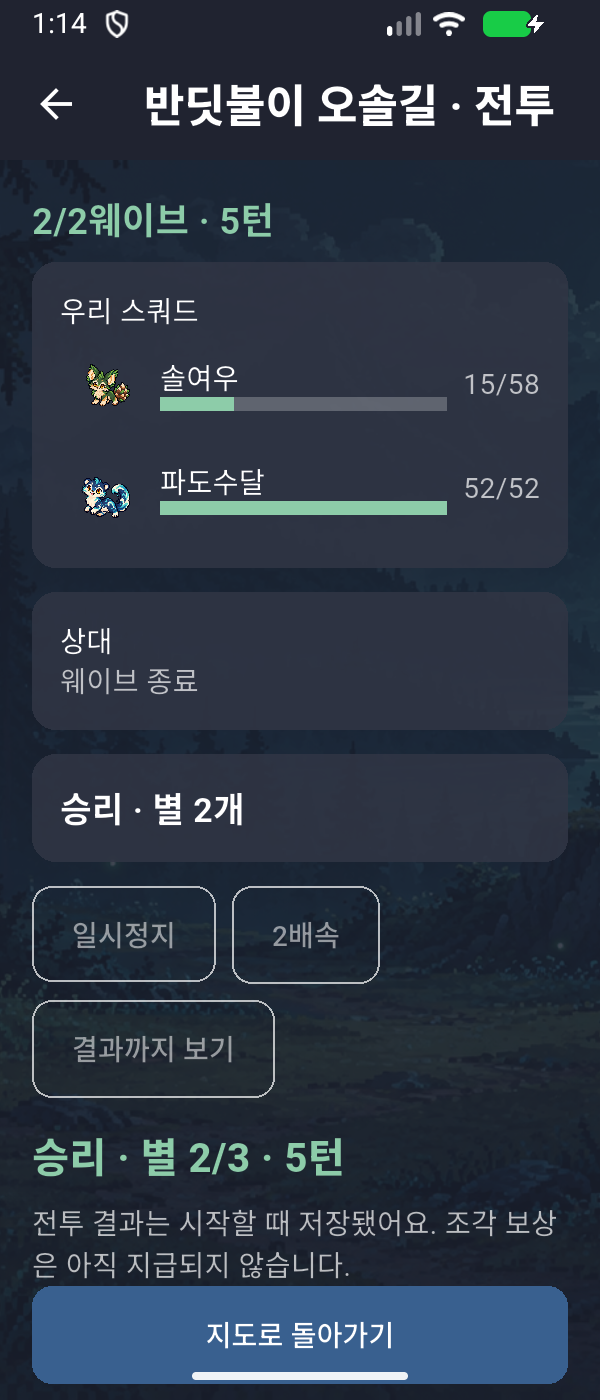 1:14
반딧불이 오솔길 · 전투
2/2웨이브 · 5턴
우리 스쿼드
솔여우
15/58
파도수달
52/52
상대
웨이브 종료
승리 · 별 2개
일시정지
2배속
결과까지 보기
승리 · 별 2/3 · 5턴
전투 결과는 시작할 때 저장됐어요. 조각 보상
은 아직 지급되지 않습니다.
지도로 돌아가기